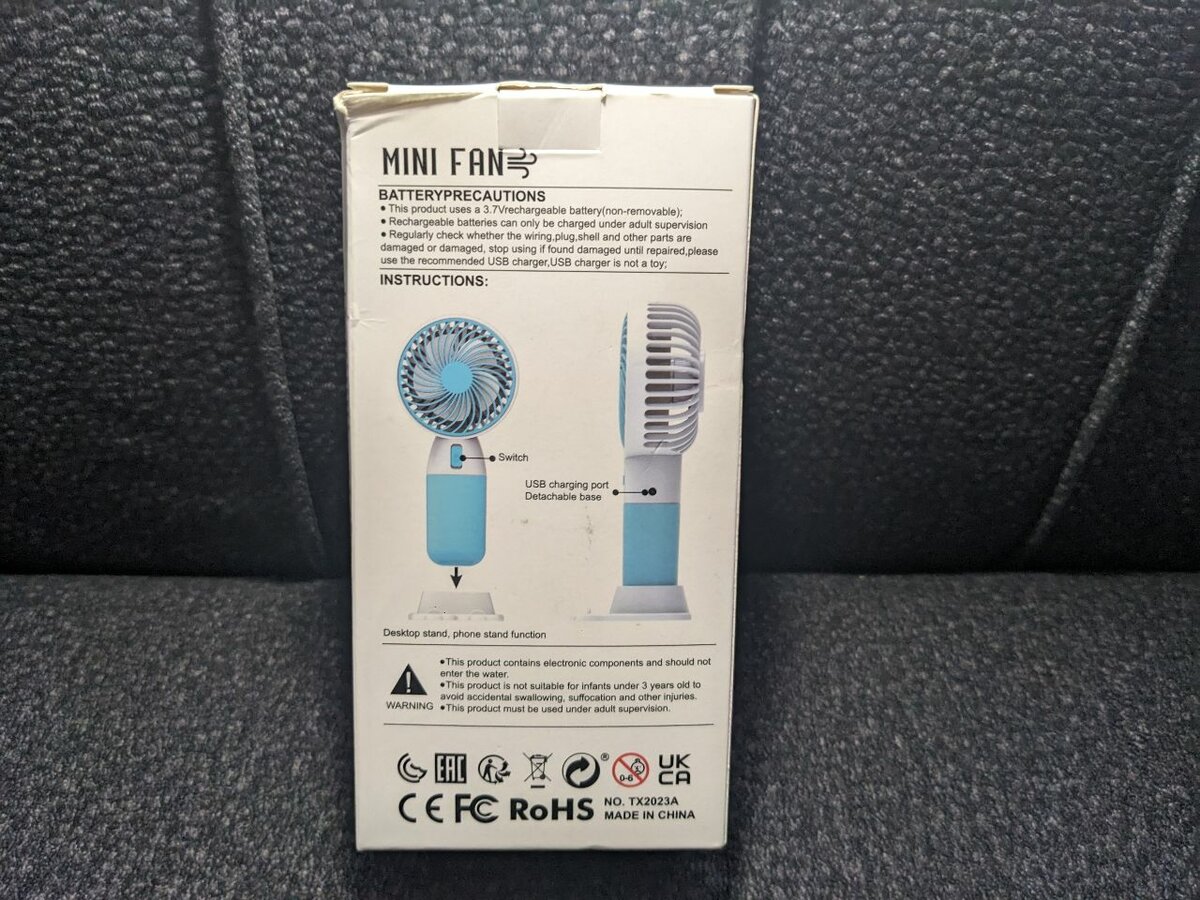 MINI FAN
BATTERYPRECAUTIONS
• This product uses a 3.7Vrechargeable battery(non-removable);
• Rechargeable batteries can only be charged under adult supervision
• Regularly check whether the wiring,plug,shell and other parts are
damaged or damaged, stop using if found damaged until repaired,please
use the recommended USB charger,USB charger is not a toy;
INSTRUCTIONS:
Switch
USB charging port
Detachable base
Desktop stand, phone stand function
•This product contains electronic components and should not
enter the water.
•This product is not suitable for infants under 3 years old to
avoid accidental swallowing, suffocation and other injuries.
•This product must be used under adult supervision.
WARNING
EAC
®
0-6
UK
CA
CE FC RoHS
NO. TX2023A
MADE IN CHINA